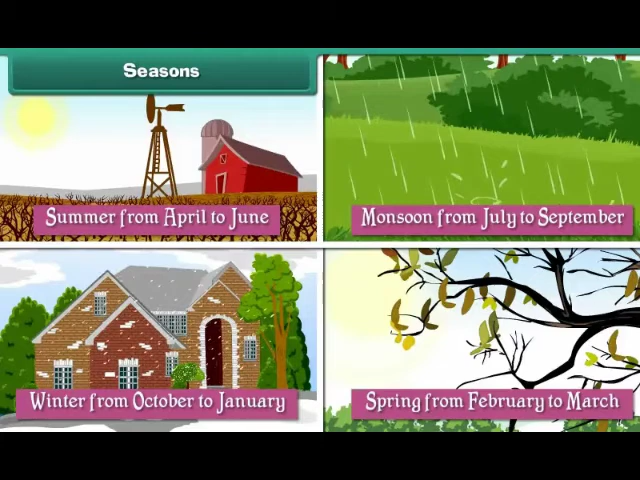 Seasons
Summer from April to June
Monsoon from July to September
Winter from October to January
Spring from February to March